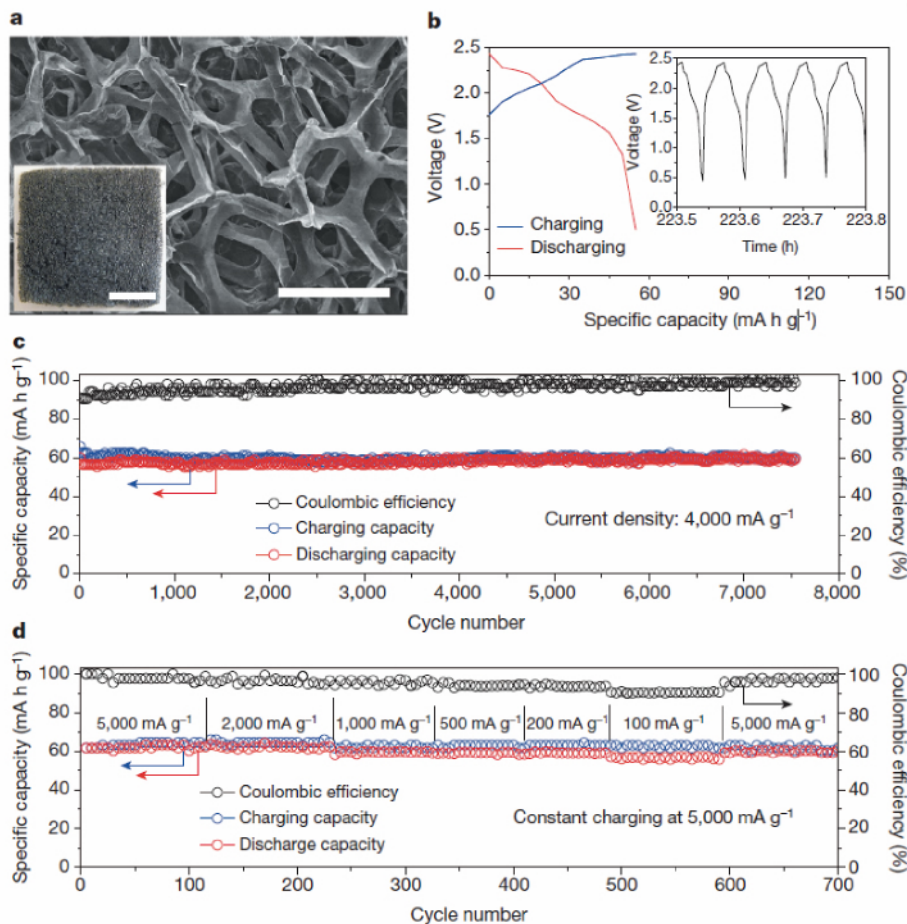 a
b
2.5
2.0
1.5
1.0
0.5
0.0
Voltage (V)
Charging
Discharging
0 30 60 90 120 150
Specific capacity (mA h g–1)
2.5
2.0
1.5
1.0
0.5
0.0
Voltage (V)
223.5 223.6 223.7 223.8
Time (h)
c
Specific capacity (mA h g–1)
100
80
60
40
20
0
Coulombic efficiency
Charging capacity
Discharging capacity
Current density: 4,000 mA g–1
100
80
60
40
20
0
Coulombic
efficiency (%)
0 1,000 2,000 3,000 4,000 5,000 6,000 7,000 8,000
Cycle number
d
Specific capacity (mA h g–1)
100
80
60
40
20
0
5,000 mA g–1 2,000 mA g–1 1,000 mA g–1 500 mA g–1 200 mA g–1 100 mA g–1 5,000 mA g–1
Coulombic efficiency
Charging capacity
Discharge capacity
Constant charging at 5,000 mA g–1
100
80
60
40
20
0
Coulombic
efficiency (%)
0 100 200 300 400 500 600 700
Cycle number